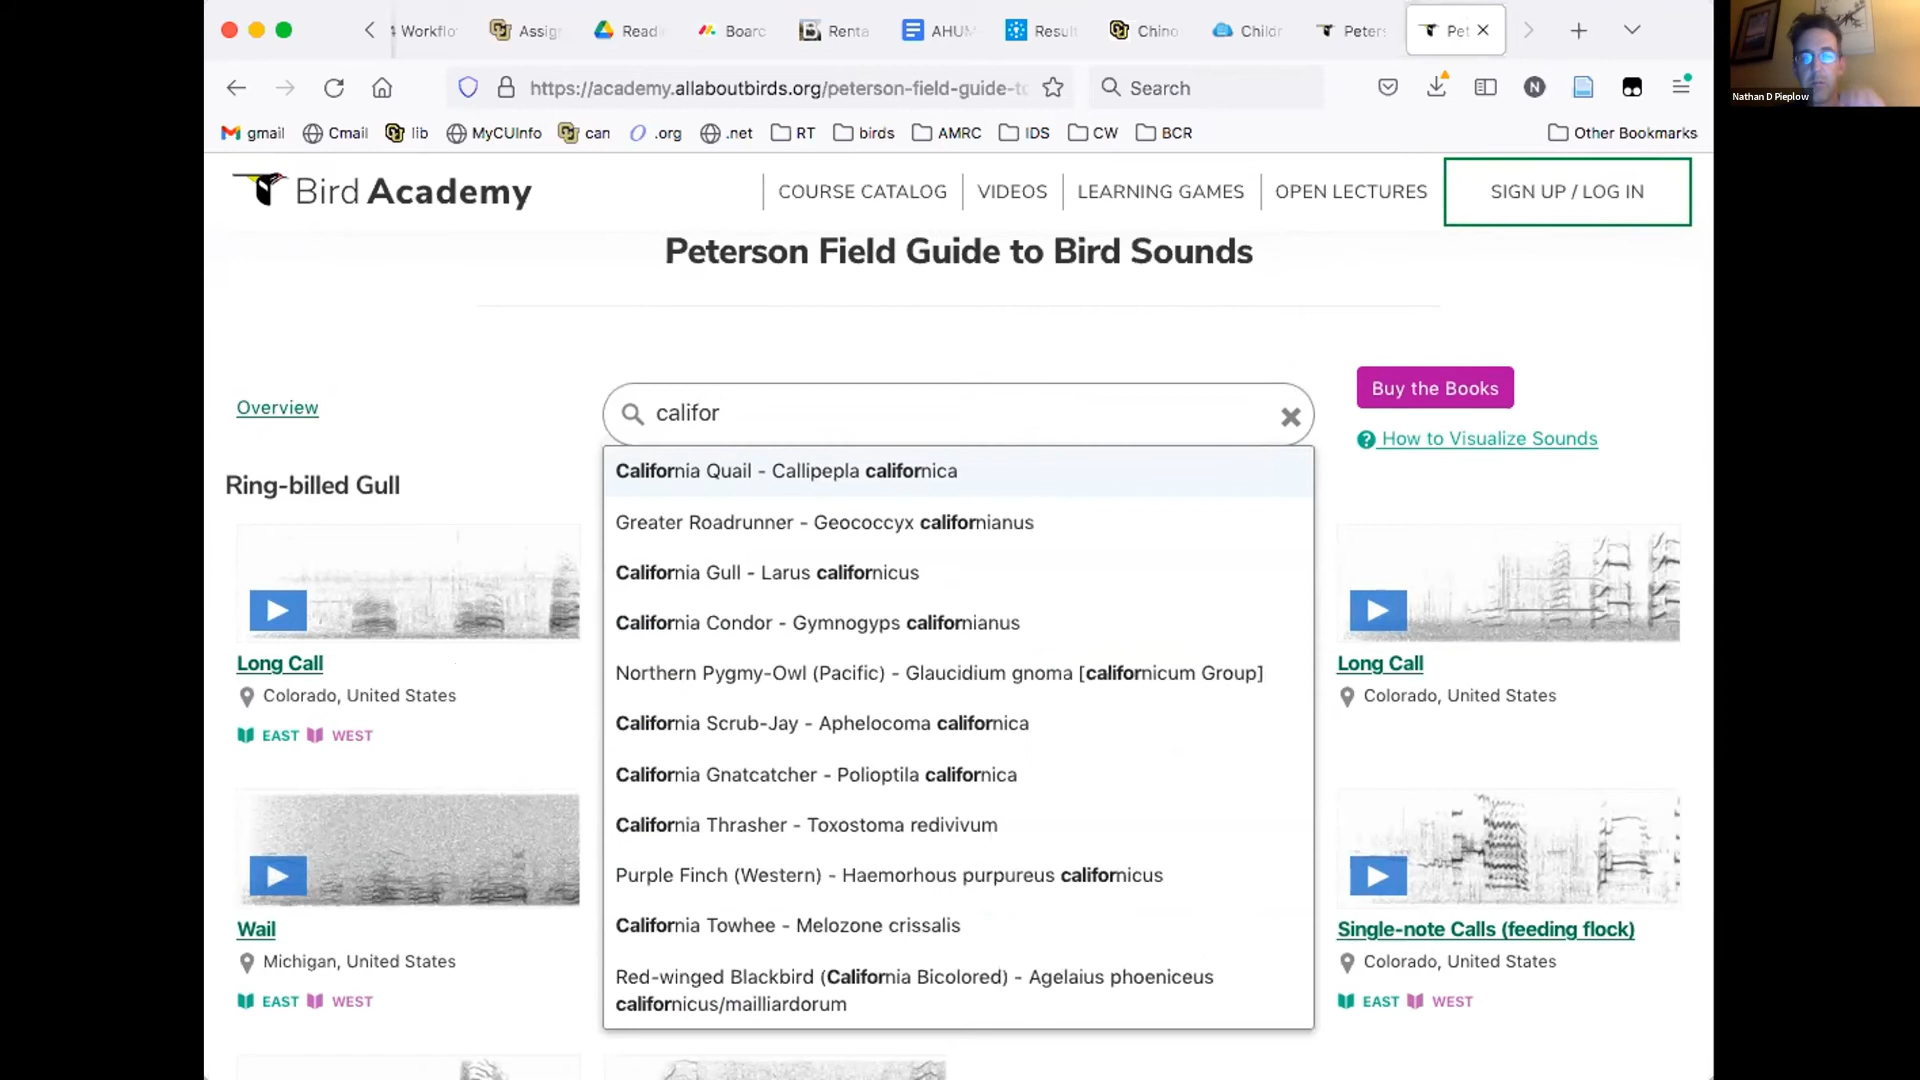 Workflo
Assig
Read
Boarc
Renta
AHUM
Result
Chino
Childr
Peters
Pet
https://academy.allaboutbirds.org/peterson-field-guide-to
Search
N
gmail
Cmail
lib
MyCUInfo
can
.org
.net
RT
birds
AMRC
IDS
CW
BCR
Other Bookmarks
Nathan D Pieplow
Bird Academy
COURSE CATALOG
VIDEOS
LEARNING GAMES
OPEN LECTURES
SIGN UP / LOG IN
Peterson Field Guide to Bird Sounds
Overview
califor
Buy the Books
How to Visualize Sounds
Ring-billed Gull
California Quail - Callipepla californica
Greater Roadrunner - Geococcyx californianus
California Gull - Larus californicus
California Condor - Gymnogyps californianus
Northern Pygmy-Owl (Pacific) - Glaucidium gnoma [californicum Group]
California Scrub-Jay - Aphelocoma californica
California Gnatcatcher - Polioptila californica
California Thrasher - Toxostoma redivivum
Purple Finch (Western) - Haemorhous purpureus californicus
California Towhee - Melozone crissalis
Red-winged Blackbird (California Bicolored) - Agelaius phoeniceus
californicus/mailliardorum
Long Call
Colorado, United States
EAST WEST
Wail
Michigan, United States
EAST WEST
Long Call
Colorado, United States
Single-note Calls (feeding flock)
Colorado, United States
EAST WEST